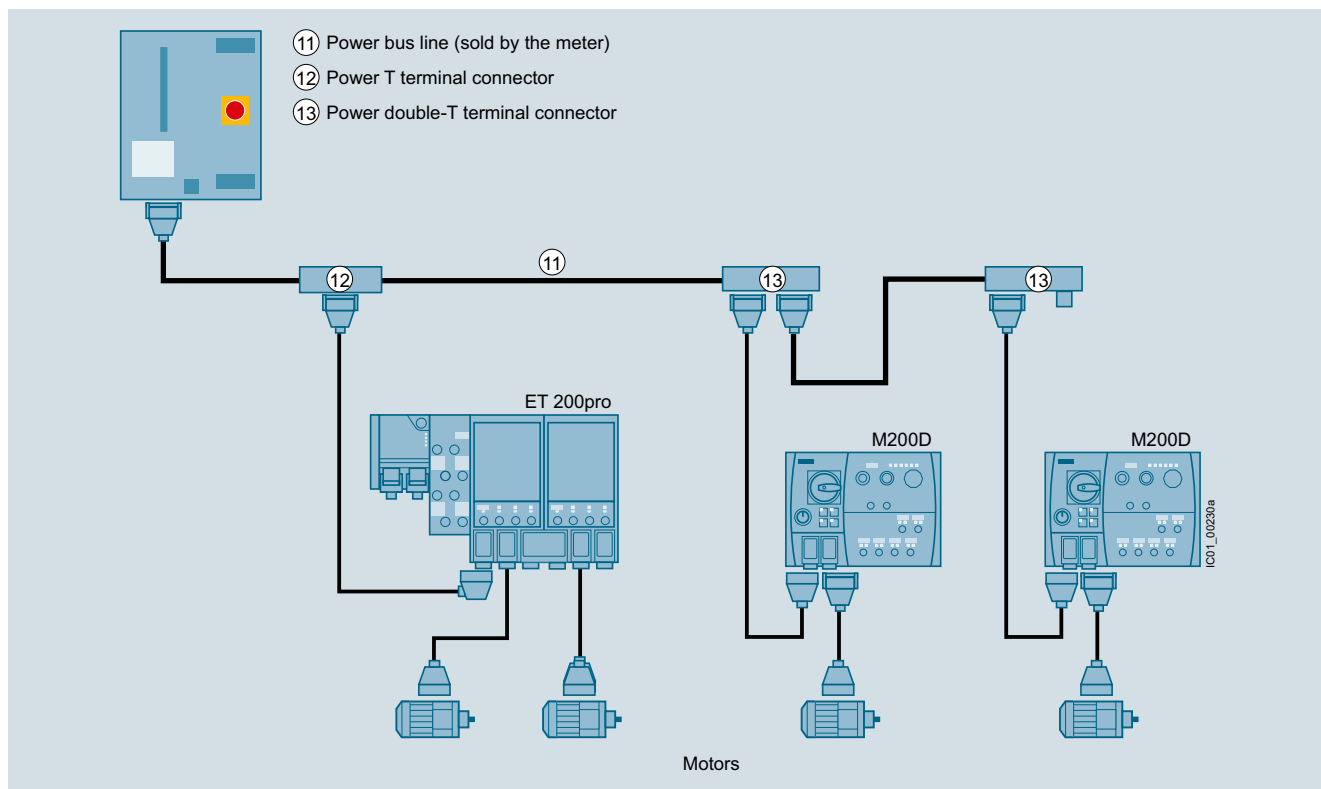 11 Power bus line (sold by the meter)
12 Power T terminal connector
13 Power double-T terminal connector
11
12
13
13
ET 200pro
M200D
M200D
IC01_00230a
Motors